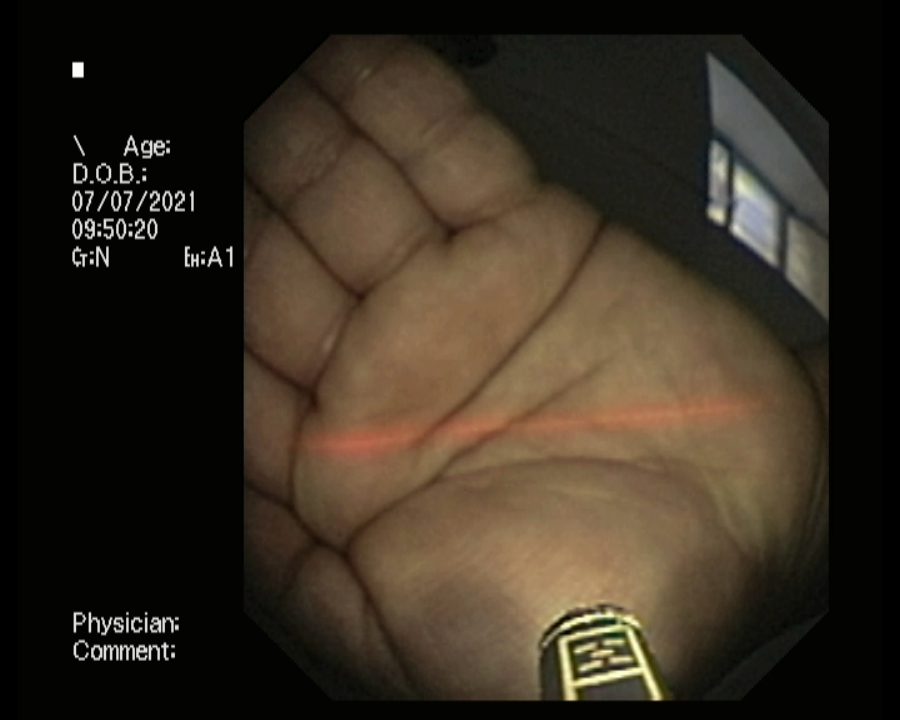 \ Age:
D.O.B.:
07/07/2021
09:50:20
Cr:N Eh:A1
Physician:
Comment: